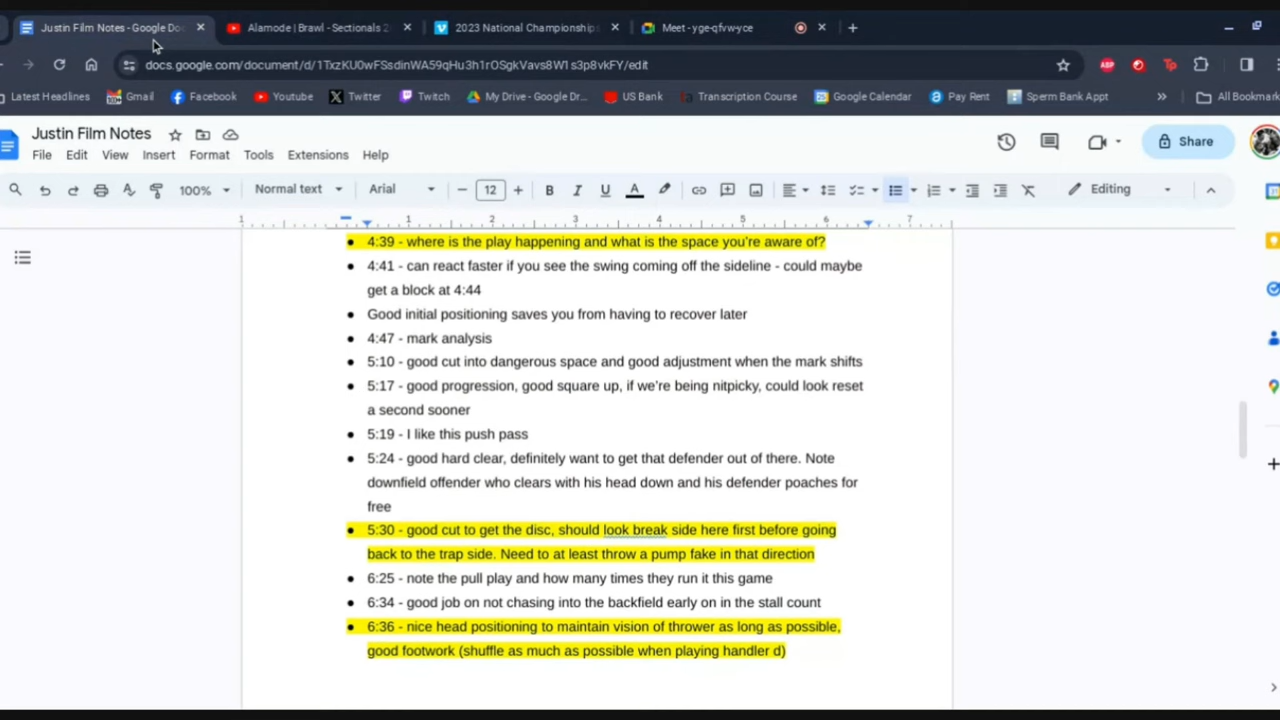 Justin Film Notes - Google Doc
Alamode | Brawl - Sectionals 2
2023 National Championships
Meet - yge-qfvw​yce
docs.google.com/document/d/1TxzKU0wFSsdinWA59qHu3h1rOSgkVavs8W1s3p8vkFY/edit
Latest Headlines
Gmail
Facebook
Youtube
Twitter
Twitch
My Drive - Google Dr...
US Bank
Transcription Course
Google Calendar
Pay Rent
Sperm Bank Appt
»
All Bookmar
Justin Film Notes
Share
File Edit View Insert Format Tools Extensions Help
100% Normal text Arial − 12 + B I U A Editing
1 1 2 3 4 5 6 7
● 4:39 - where is the play happening and what is the space you're aware of?
● 4:41 - can react faster if you see the swing coming off the sideline - could maybe
get a block at 4:44
● Good initial positioning saves you from having to recover later
● 4:47 - mark analysis
● 5:10 - good cut into dangerous space and good adjustment when the mark shifts
● 5:17 - good progression, good square up, if we're being nitpicky, could look reset
a second sooner
● 5:19 - I like this push pass
● 5:24 - good hard clear, definitely want to get that defender out of there. Note
downfield offender who clears with his head down and his defender poaches for
free
● 5:30 - good cut to get the disc, should look break side here first before going
back to the trap side. Need to at least throw a pump fake in that direction
● 6:25 - note the pull play and how many times they run it this game
● 6:34 - good job on not chasing into the backfield early on in the stall count
● 6:36 - nice head positioning to maintain vision of thrower as long as possible,
good footwork (shuffle as much as possible when playing handler d)